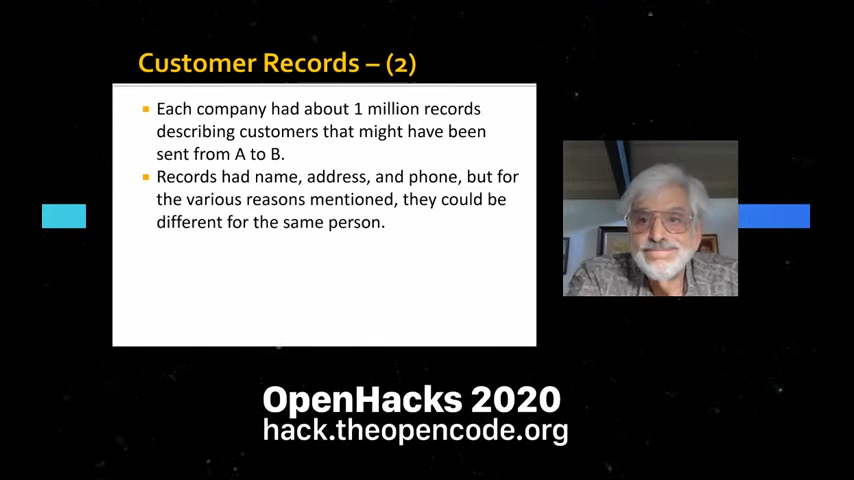 Customer Records – (2)
Each company had about 1 million records
describing customers that might have been
sent from A to B.
Records had name, address, and phone, but for
the various reasons mentioned, they could be
different for the same person.
OpenHacks 2020
hack.theopencode.org